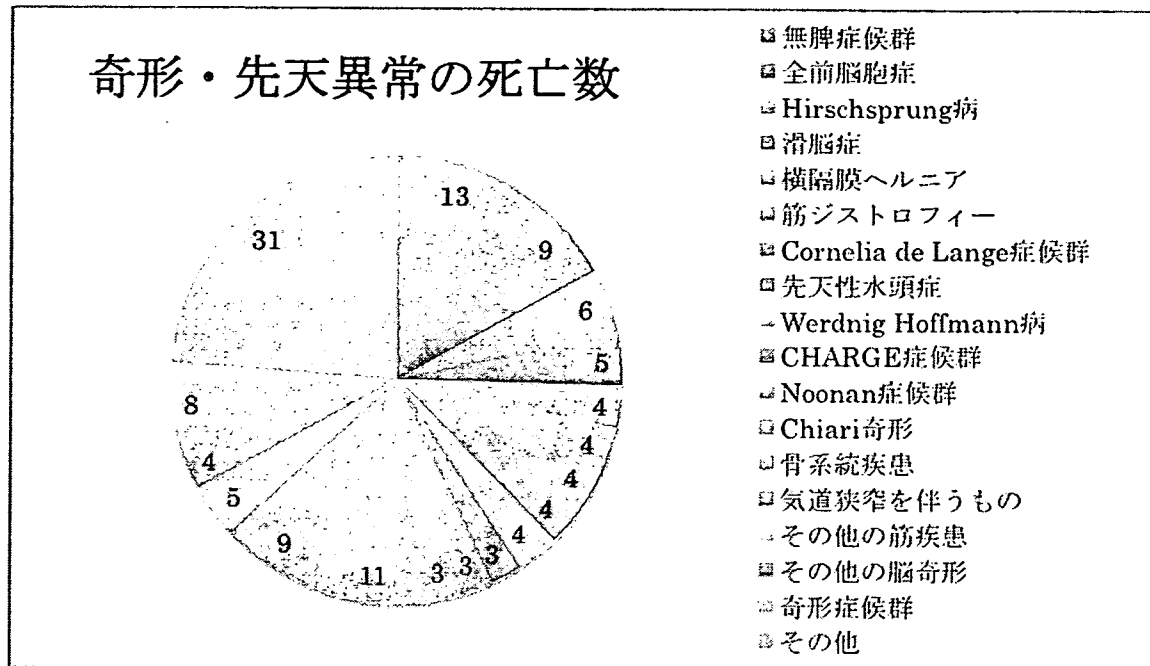 奇形・先天異常の死亡数
13
9
6
5
4
4
4
4
4
3
3
3
11
9
5
4
8
31
無脾症候群
全前脳胞症
Hirschsprung病
滑脳症
横隔膜ヘルニア
筋ジストロフィー
Cornelia de Lange症候群
先天性水頭症
Werdnig Hoffmann病
CHARGE症候群
Noonan症候群
Chiari奇形
骨系統疾患
気道狭窄を伴うもの
その他の筋疾患
その他の脳奇形
奇形症候群
その他